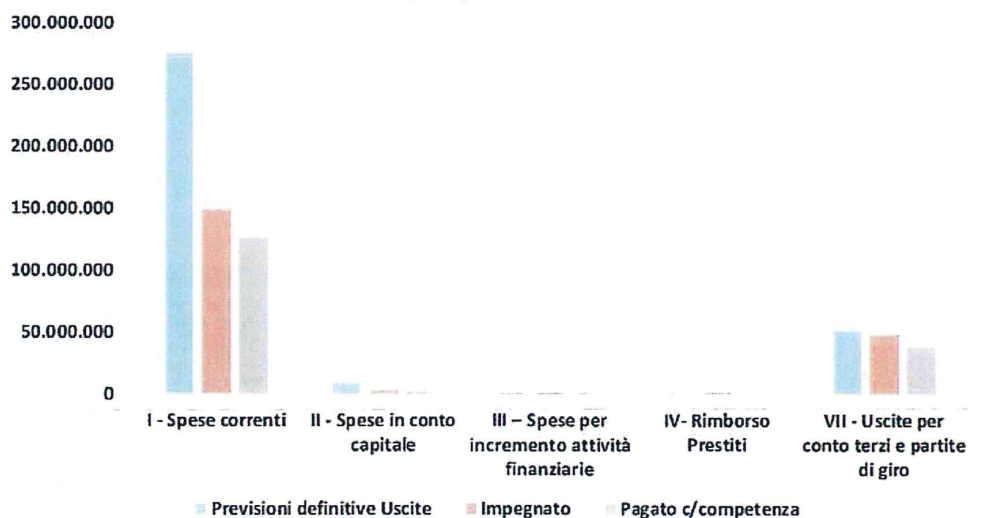 300.000.000
250.000.000
200.000.000
150.000.000
100.000.000
50.000.000
0
I - Spese correnti
II - Spese in conto
capitale
III – Spese per
incremento attività
finanziarie
IV- Rimborso
Prestiti
VII - Uscite per
conto terzi e partite
di giro
Previsioni definitive Uscite
Impegnato
Pagato c/competenza